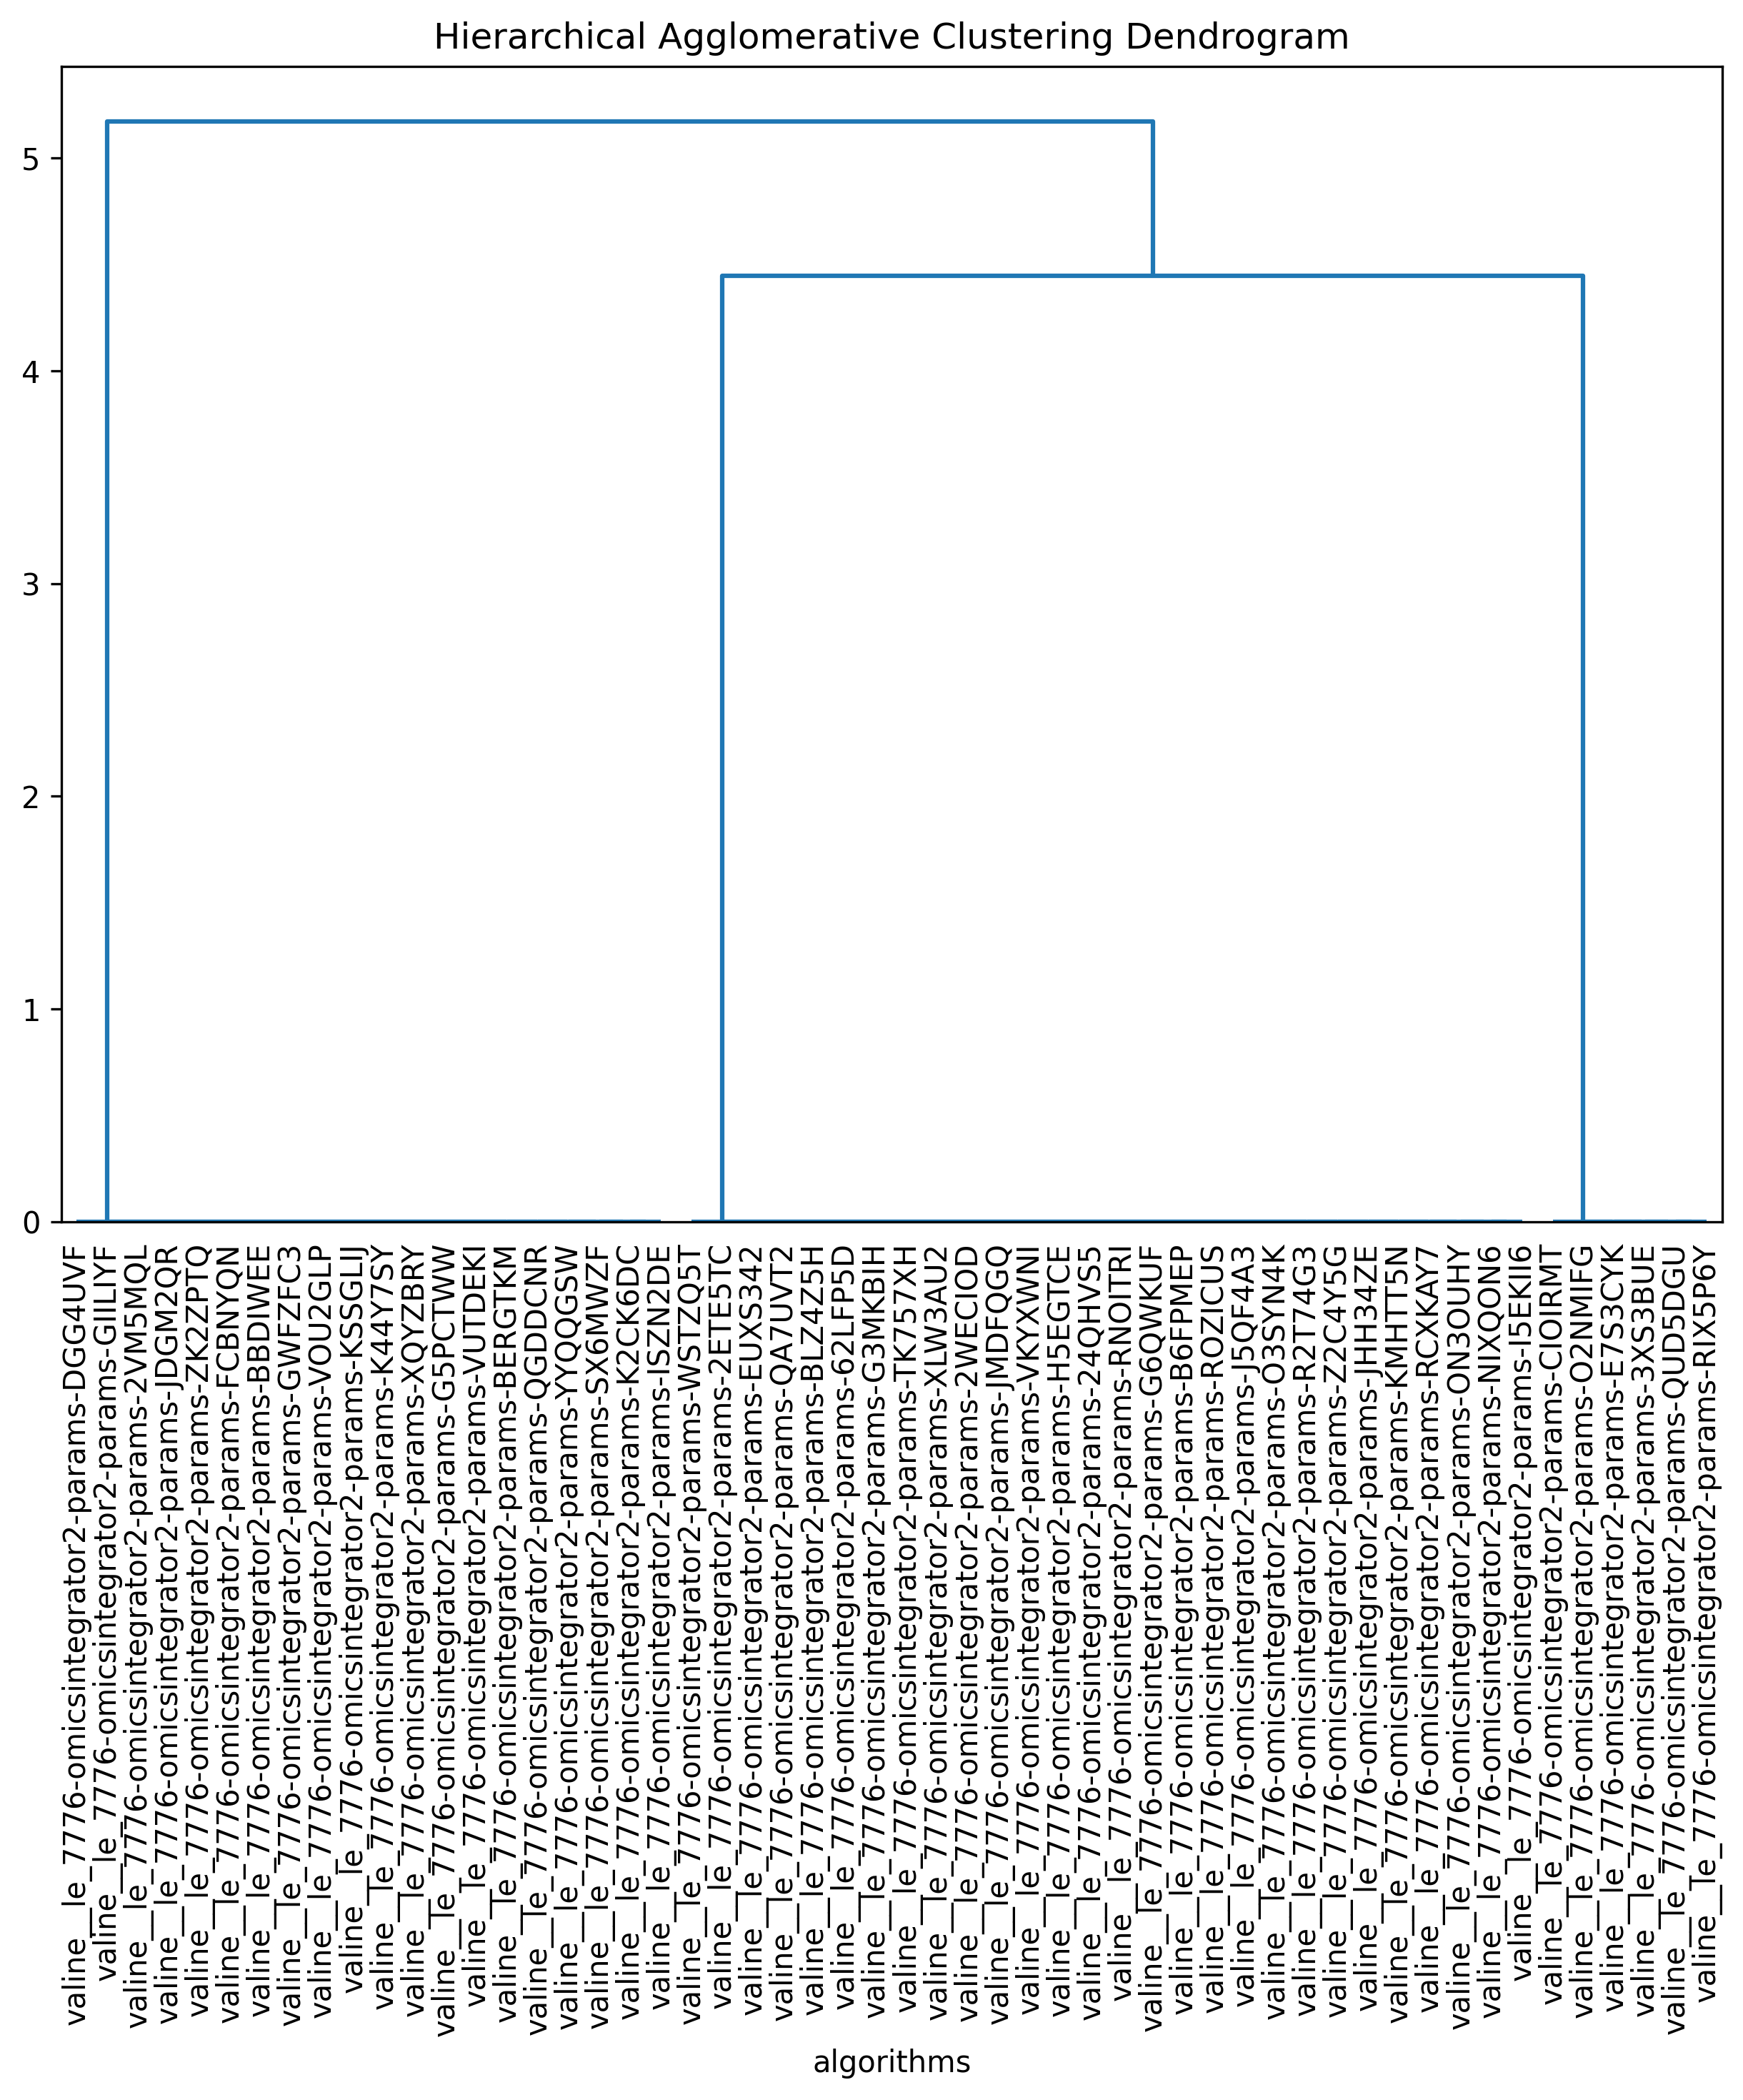 Hierarchical Agglomerative Clustering Dendrogram
5
4
3
2
1
0
valine__le_7776-omicsintegrator2-params-DGG4UVF
valine__le_7776-omicsintegrator2-params-GIILIYF
valine__le_7776-omicsintegrator2-params-2VM5MQL
valine__le_7776-omicsintegrator2-params-JDGM2QR
valine__le_7776-omicsintegrator2-params-ZK2ZPTQ
valine__le_7776-omicsintegrator2-params-FCBNYQN
valine__le_7776-omicsintegrator2-params-BBDIWEE
valine__le_7776-omicsintegrator2-params-GWFZFC3
valine__le_7776-omicsintegrator2-params-VOU2GLP
valine__le_7776-omicsintegrator2-params-KSSGLIJ
valine__le_7776-omicsintegrator2-params-K44Y7SY
valine__le_7776-omicsintegrator2-params-XQYZBRY
valine__le_7776-omicsintegrator2-params-G5PCTWW
valine__le_7776-omicsintegrator2-params-VUTDEKI
valine__le_7776-omicsintegrator2-params-BERGTKM
valine__le_7776-omicsintegrator2-params-QGDDCNR
valine__le_7776-omicsintegrator2-params-YYQQGSW
valine__le_7776-omicsintegrator2-params-SX6MWZF
valine__le_7776-omicsintegrator2-params-K2CK6DC
valine__le_7776-omicsintegrator2-params-ISZN2DE
valine__le_7776-omicsintegrator2-params-WSTZQ5T
valine__le_7776-omicsintegrator2-params-2ETE5TC
valine__le_7776-omicsintegrator2-params-EUXS342
valine__le_7776-omicsintegrator2-params-QA7UVT2
valine__le_7776-omicsintegrator2-params-BLZ4Z5H
valine__le_7776-omicsintegrator2-params-62LFP5D
valine__le_7776-omicsintegrator2-params-G3MKBIH
valine__le_7776-omicsintegrator2-params-TK757XH
valine__le_7776-omicsintegrator2-params-XLW3AU2
valine__le_7776-omicsintegrator2-params-2WECIOD
valine__le_7776-omicsintegrator2-params-JMDFQGQ
valine__le_7776-omicsintegrator2-params-VKYXWNI
valine__le_7776-omicsintegrator2-params-H5EGTCE
valine__le_7776-omicsintegrator2-params-24QHVS5
valine__le_7776-omicsintegrator2-params-RNOITRI
valine__le_7776-omicsintegrator2-params-G6QWKUF
valine__le_7776-omicsintegrator2-params-B6FPMEP
valine__le_7776-omicsintegrator2-params-ROZICUS
valine__le_7776-omicsintegrator2-params-J5QF4A3
valine__le_7776-omicsintegrator2-params-O3SYN4K
valine__le_7776-omicsintegrator2-params-R2T74G3
valine__le_7776-omicsintegrator2-params-Z2C4Y5G
valine__le_7776-omicsintegrator2-params-JHH34ZE
valine__le_7776-omicsintegrator2-params-KMHTT5N
valine__le_7776-omicsintegrator2-params-RCXKAY7
valine__le_7776-omicsintegrator2-params-ON3OUHY
valine__le_7776-omicsintegrator2-params-NIXQON6
valine__le_7776-omicsintegrator2-params-I5EKII6
valine__le_7776-omicsintegrator2-params-CIOIRMT
valine__le_7776-omicsintegrator2-params-O2NMIFG
valine__le_7776-omicsintegrator2-params-E7S3CYK
valine__le_7776-omicsintegrator2-params-3XS3BUE
valine__le_7776-omicsintegrator2-params-QUD5DGU
valine__le_7776-omicsintegrator2-params-RIX5P6Y
algorithms